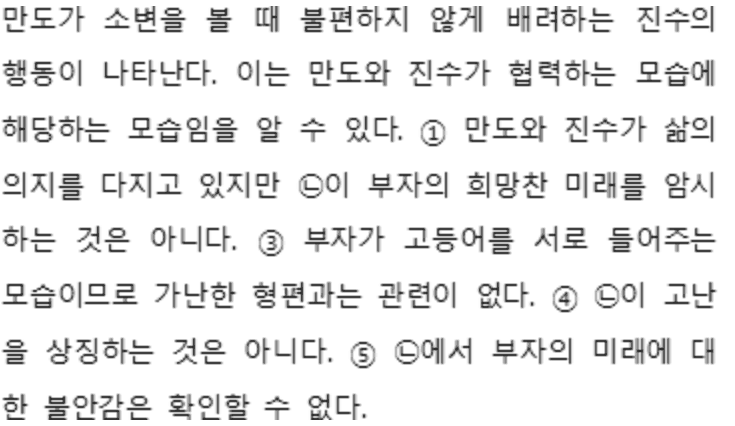 만도가 소변을 볼 때 불편하지 않게 배려하는 진수의
행동이 나타난다. 이는 만도와 진수가 협력하는 모습에
해당하는 모습임을 알 수 있다. ① 만도와 진수가 삶의
의지를 다지고 있지만 ㉡이 부자의 희망찬 미래를 암시
하는 것은 아니다. ③ 부자가 고등어를 서로 들어주는
모습이므로 가난한 형편과는 관련이 없다. ④ ㉡이 고난
을 상징하는 것은 아니다. ⑤ ㉡에서 부자의 미래에 대
한 불안감은 확인할 수 없다.